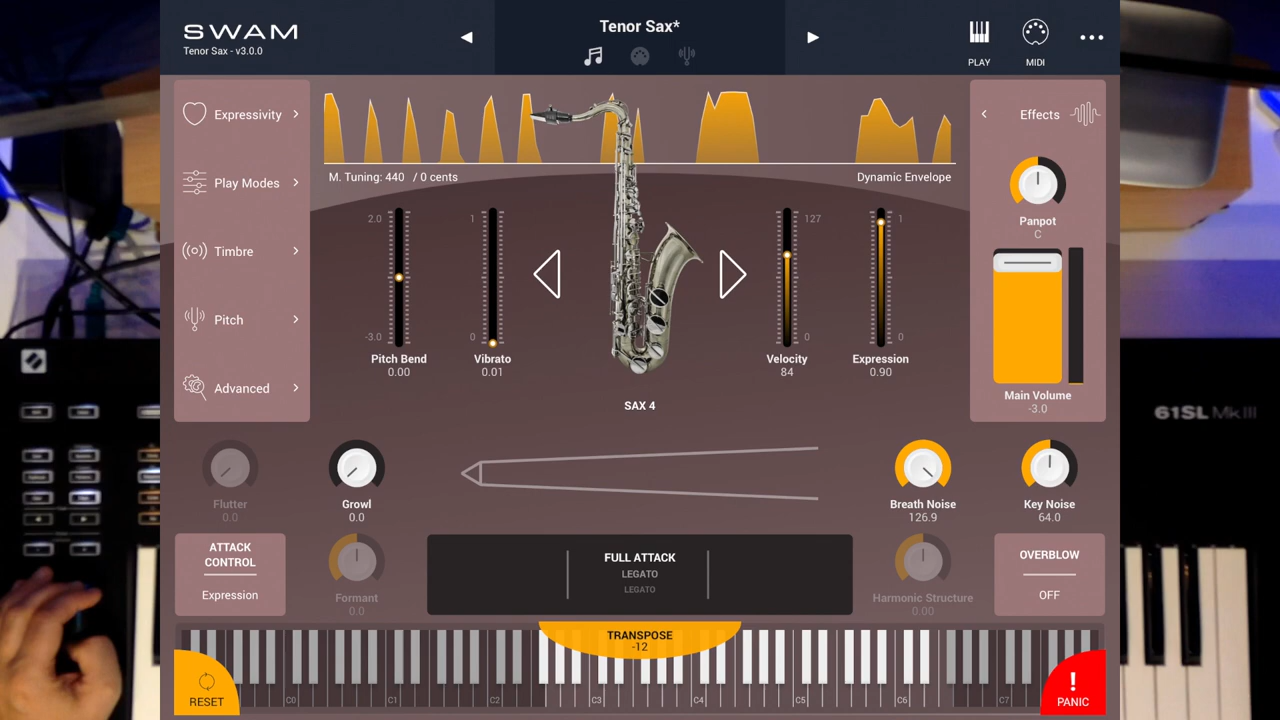 SWAM
Tenor Sax - v3.0.0
Tenor Sax*
PLAY
MIDI
Expressivity
Play Modes
Timbre
Pitch
Advanced
M. Tuning: 440 / 0 cents
Dynamic Envelope
2.0
-3.0
Pitch Bend
0.00
1
0
Vibrato
0.01
127
0
Velocity
84
1
0
Expression
0.90
SAX 4
Effects
Panpot
C
Main Volume
-3.0
Flutter
0.0
Growl
0.0
Breath Noise
126.9
Key Noise
64.0
ATTACK
CONTROL
Expression
Formant
0.0
FULL ATTACK
LEGATO
LEGATO
Harmonic Structure
0.00
OVERBLOW
OFF
TRANSPOSE
-12
C0 C1 C2 C3 C4 C5 C6 C7
RESET
!
PANIC
61SL MkIII